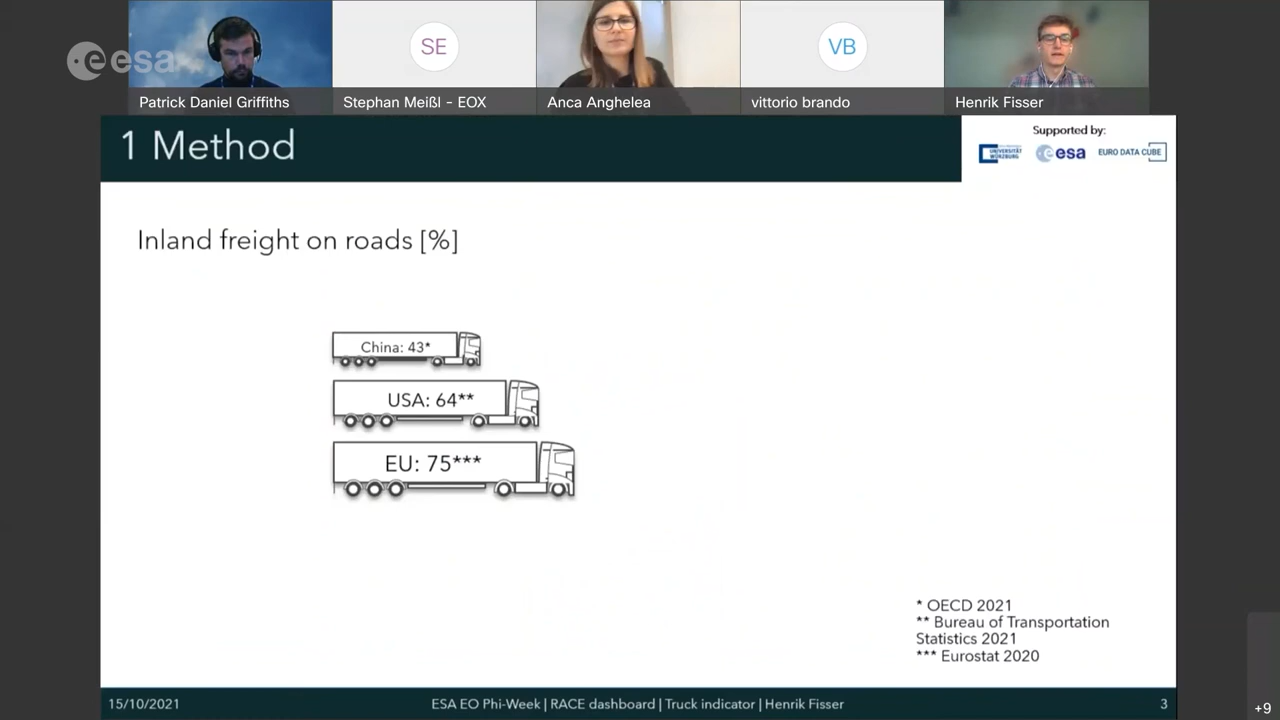 esa
SE
VB
Patrick Daniel Griffiths
Stephan Meißl - EOX
Anca Anghelea
vittorio brando
Henrik Fisser
1 Method
Supported by:
UNIVERSITÄT
WÜRZBURG
esa
EURO DATA CUBE
Inland freight on roads [%]
China: 43*
USA: 64**
EU: 75***
* OECD 2021
** Bureau of Transportation
Statistics 2021
*** Eurostat 2020
15/10/2021
ESA EO Phi-Week | RACE dashboard | Truck indicator | Henrik Fisser
3
+9